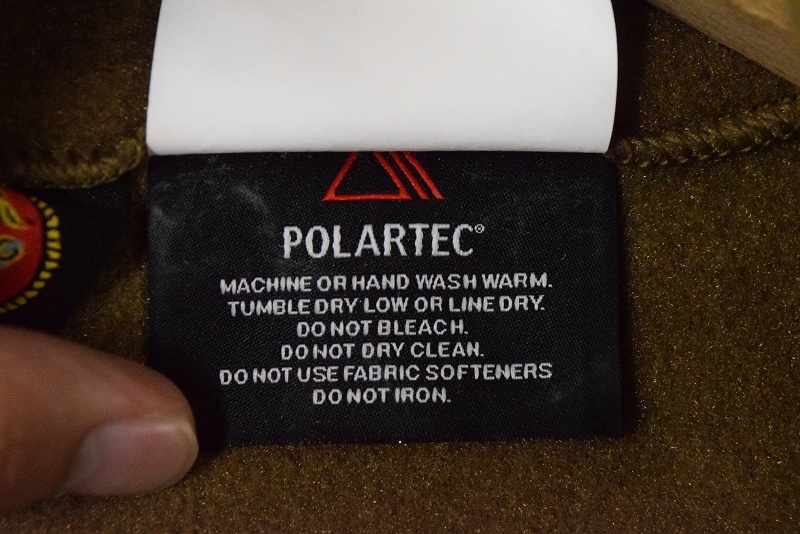 POLARTEC®
MACHINE OR HAND WASH WARM.
TUMBLE DRY LOW OR LINE DRY.
DO NOT BLEACH.
DO NOT DRY CLEAN.
DO NOT USE FABRIC SOFTENERS
DO NOT IRON.